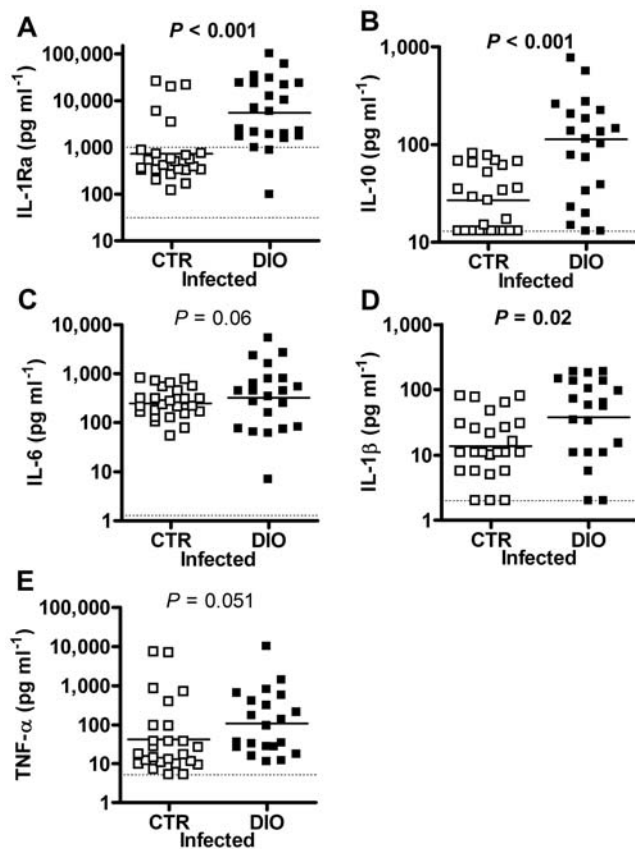 A
P < 0.001
100,000
10,000
1,000
100
10
IL-1Ra (pg ml⁻¹)
CTR
DIO
Infected
B
P < 0.001
1,000
100
10
IL-10 (pg ml⁻¹)
CTR
DIO
Infected
C
P = 0.06
10,000
1,000
100
10
1
IL-6 (pg ml⁻¹)
CTR
DIO
Infected
D
P = 0.02
1,000
100
10
1
IL-1β (pg ml⁻¹)
CTR
DIO
Infected
E
P = 0.051
100,000
10,000
1,000
100
10
1
TNF-α (pg ml⁻¹)
CTR
DIO
Infected